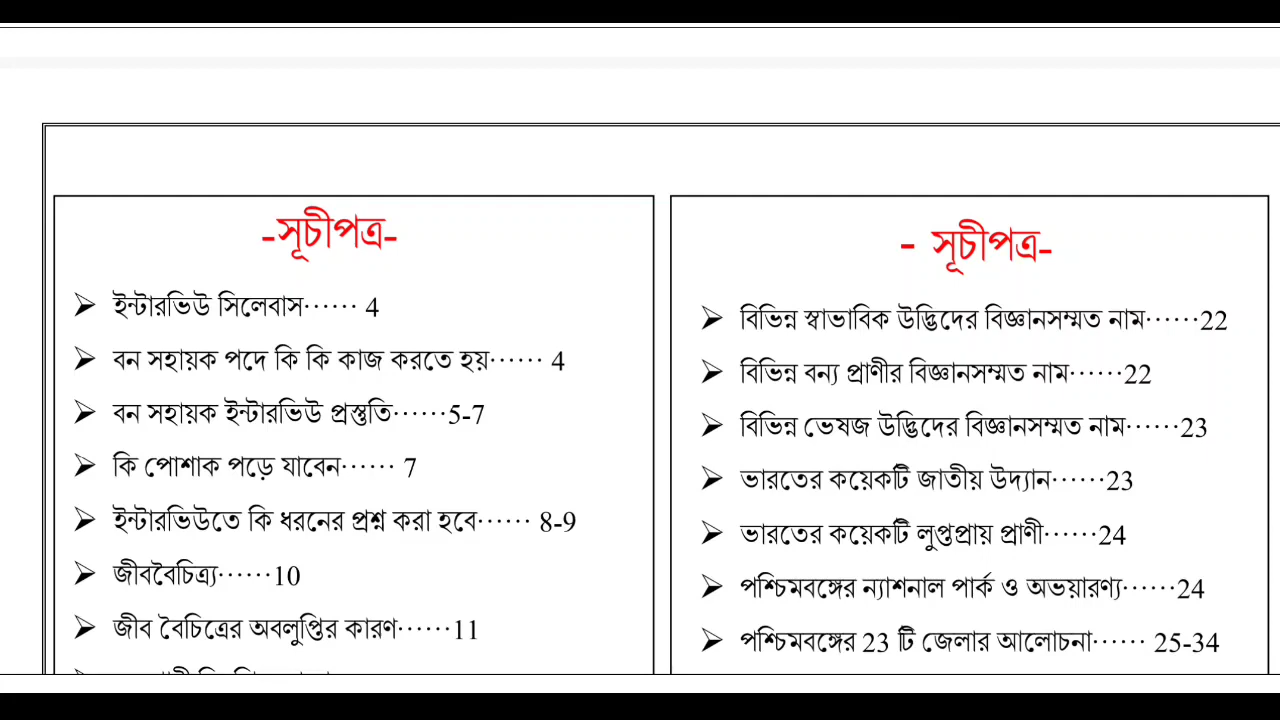 -সূচীপত্র-
ইন্টারভিউ সিলেবাস…… 4
বন সহায়ক পদে কি কি কাজ করতে হয়…… 4
বন সহায়ক ইন্টারভিউ প্রস্তুতি……5-7
কি পোশাক পড়ে যাবেন…… 7
ইন্টারভিউতে কি ধরনের প্রশ্ন করা হবে…… 8-9
জীববৈচিত্র্য……10
জীব বৈচিত্রের অবলুপ্তির কারণ……11
- সূচীপত্র-
বিভিন্ন স্বাভাবিক উদ্ভিদের বিজ্ঞানসম্মত নাম……22
বিভিন্ন বন্য প্রাণীর বিজ্ঞানসম্মত নাম……22
বিভিন্ন ভেষজ উদ্ভিদের বিজ্ঞানসম্মত নাম……23
ভারতের কয়েকটি জাতীয় উদ্যান……23
ভারতের কয়েকটি লুপ্তপ্রায় প্রাণী……24
পশ্চিমবঙ্গের ন্যাশনাল পার্ক ও অভয়ারণ্য……24
পশ্চিমবঙ্গের 23 টি জেলার আলোচনা…… 25-34